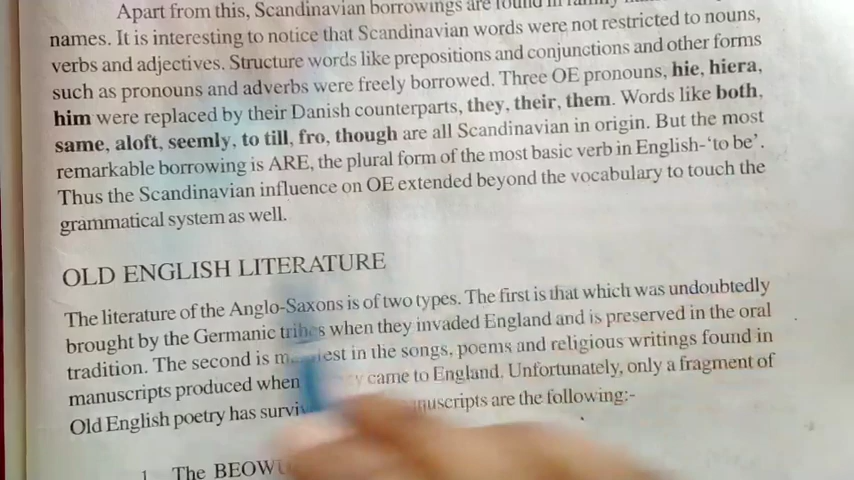 Apart from this, Scandinavian borrowings are found in family
names. It is interesting to notice that Scandinavian words were not restricted to nouns,
verbs and adjectives. Structure words like prepositions and conjunctions and other forms
such as pronouns and adverbs were freely borrowed. Three OE pronouns, hie, hiera,
him were replaced by their Danish counterparts, they, their, them. Words like both,
same, aloft, seemly, to till, fro, though are all Scandinavian in origin. But the most
remarkable borrowing is ARE, the plural form of the most basic verb in English-'to be'.
Thus the Scandinavian influence on OE extended beyond the vocabulary to touch the
grammatical system as well.
OLD ENGLISH LITERATURE
The literature of the Anglo-Saxons is of two types. The first is that which was undoubtedly
brought by the Germanic tribes when they invaded England and is preserved in the oral
tradition. The second is in the songs, poems and religious writings found in
manuscripts produced when came to England. Unfortunately, only a fragment of
Old English poetry has are the following:-
1. The